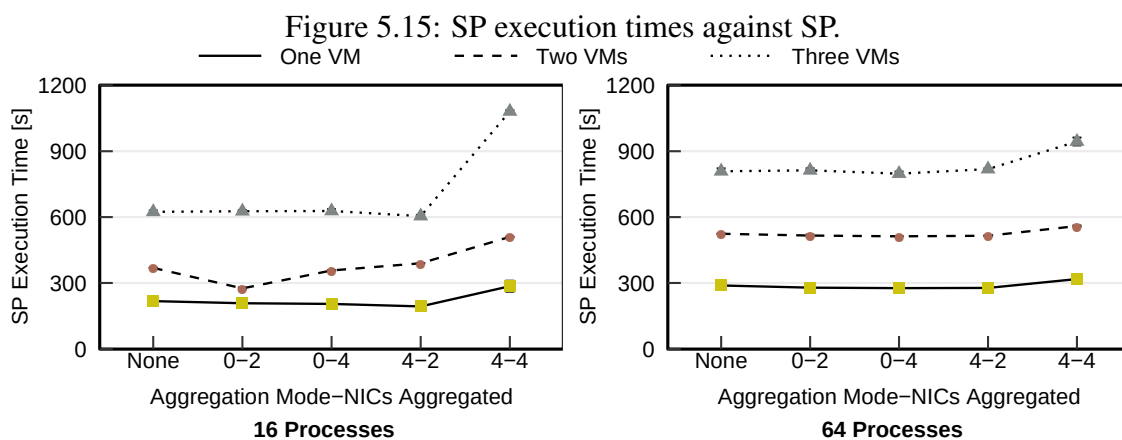 Figure 5.15: SP execution times against SP.
One VM Two VMs Three VMs
SP Execution Time [s]
1200
900
600
300
0
None 0−2 0−4 4−2 4−4
Aggregation Mode−NICs Aggregated
16 Processes
SP Execution Time [s]
1200
900
600
300
0
None 0−2 0−4 4−2 4−4
Aggregation Mode−NICs Aggregated
64 Processes